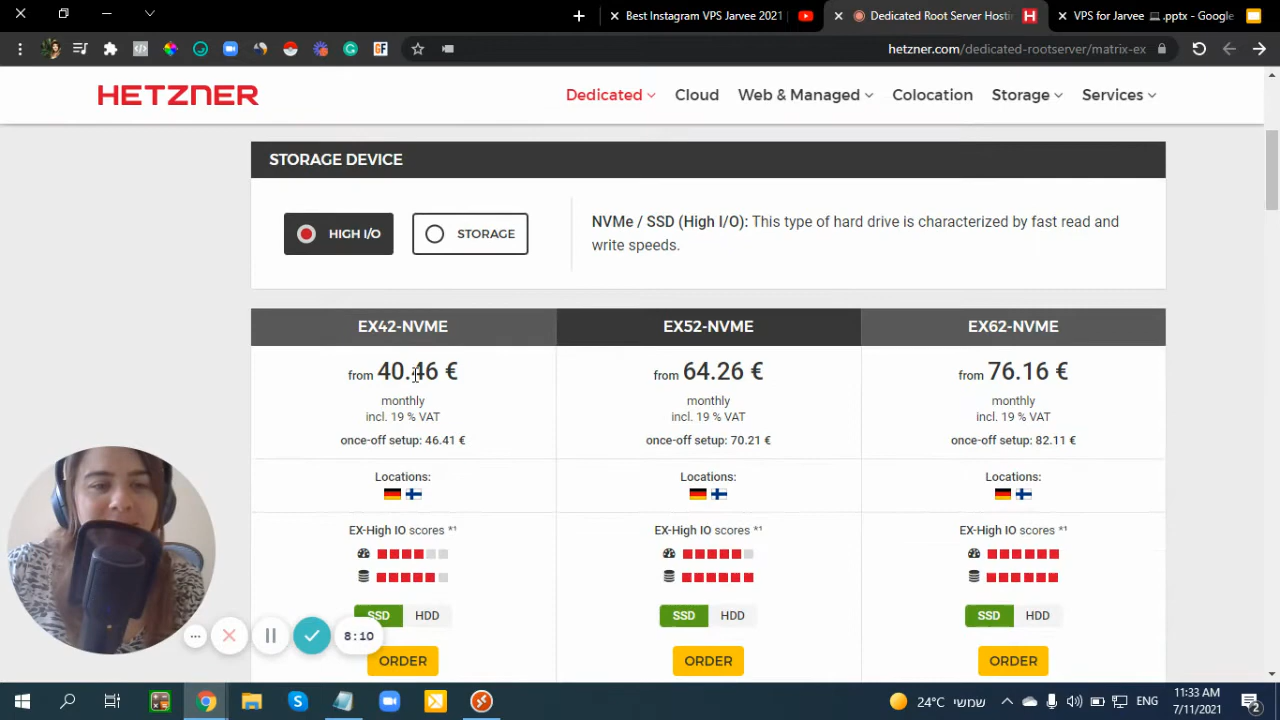 Best Instagram VPS Jarvee 2021
Dedicated Root Server Hosti
VPS for Jarvee .pptx - Google
GF
hetzner.com/dedicated-rootserver/matrix-ex
HETZNER
Dedicated Cloud Web & Managed Colocation Storage Services
STORAGE DEVICE
HIGH I/O
STORAGE
NVMe / SSD (High I/O): This type of hard drive is characterized by fast read and
write speeds.
EX42-NVME
from 40.46 €
monthly
incl. 19 % VAT
once-off setup: 46.41 €
Locations:
EX-High IO scores *¹
SSD HDD
ORDER
EX52-NVME
from 64.26 €
monthly
incl. 19 % VAT
once-off setup: 70.21 €
Locations:
EX-High IO scores *¹
SSD HDD
ORDER
EX62-NVME
from 76.16 €
monthly
incl. 19 % VAT
once-off setup: 82.11 €
Locations:
EX-High IO scores *¹
SSD HDD
ORDER
8:10
24°C שמשי
ENG
11:33 AM
7/11/2021
2